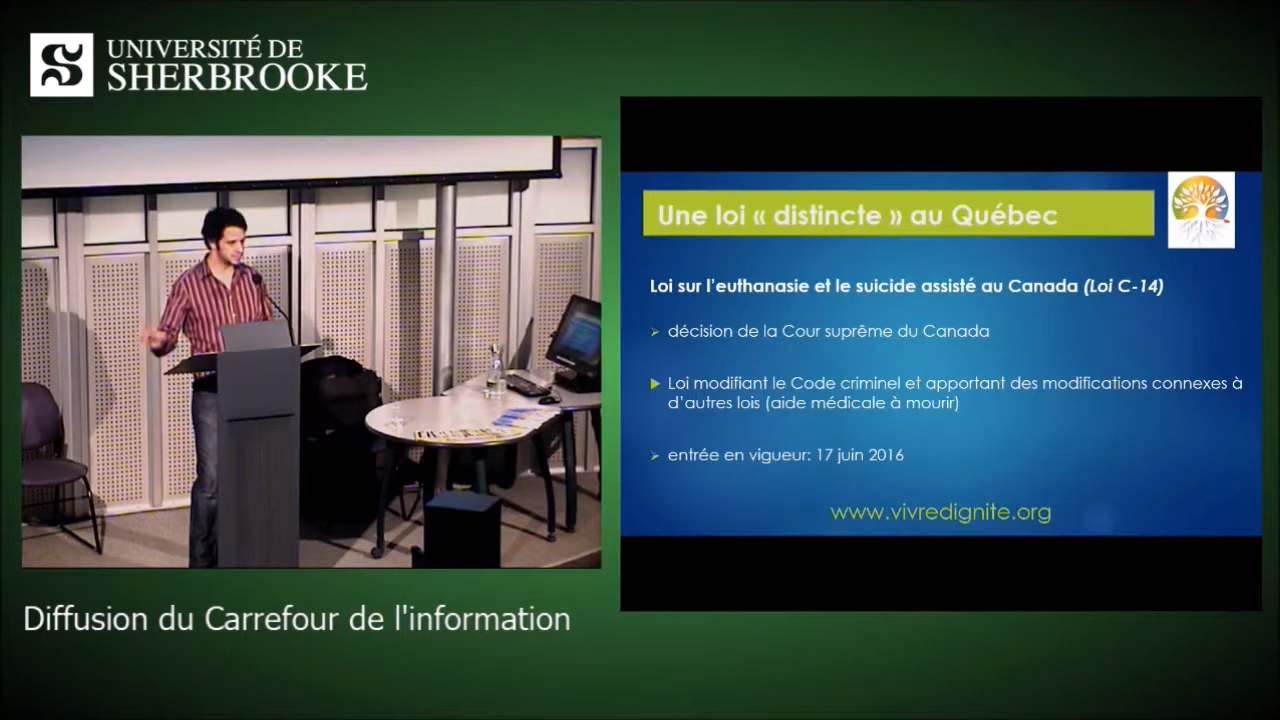 UNIVERSITÉ DE
SHERBROOKE
Une loi « distincte » au Québec
Loi sur l'euthanasie et le suicide assisté au Canada (Loi C-14)
décision de la Cour suprême du Canada
Loi modifiant le Code criminel et apportant des modifications connexes à
d'autres lois (aide médicale à mourir)
entrée en vigueur: 17 juin 2016
www.vivredignite.org
Diffusion du Carrefour de l'information